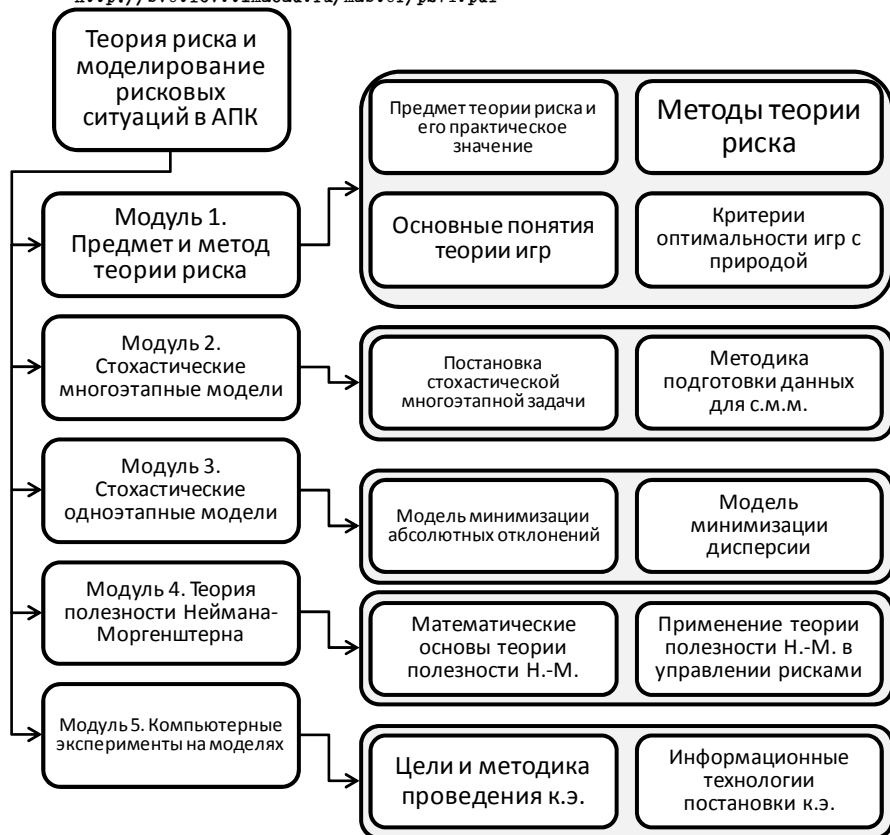 Теория риска и
моделирование
рисковых
ситуаций в АПК
Модуль 1.
Предмет и метод
теории риска
Предмет теории риска и
его практическое
значение
Методы теории
риска
Основные понятия
теории игр
Критерии
оптимальности игр с
природой
Модуль 2.
Стохастические
многоэтапные модели
Постановка
стохастической
многоэтапной задачи
Методика
подготовки данных
для с.м.м.
Модуль 3.
Стохастические
одноэтапные модели
Модель минимизации
абсолютных отклонений
Модель
минимизации
дисперсии
Модуль 4. Теория
полезности Неймана-
Моргенштерна
Математические
основы теории
полезности Н.-М.
Применение теории
полезности Н.-М. в
управлении рисками
Модуль 5. Компьютерные
эксперименты на моделях
Цели и методика
проведения к.э.
Информационные
технологии
постановки к.э.